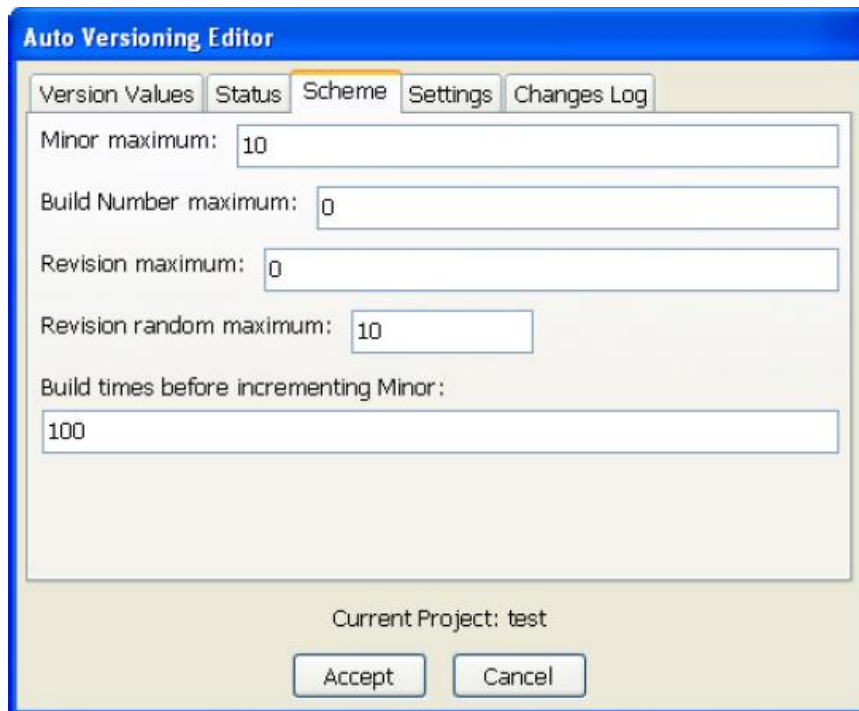 Auto Versioning Editor
Version Values Status Scheme Settings Changes Log
Minor maximum: 10
Build Number maximum: 0
Revision maximum: 0
Revision random maximum: 10
Build times before incrementing Minor:
100
Current Project: test
Accept Cancel